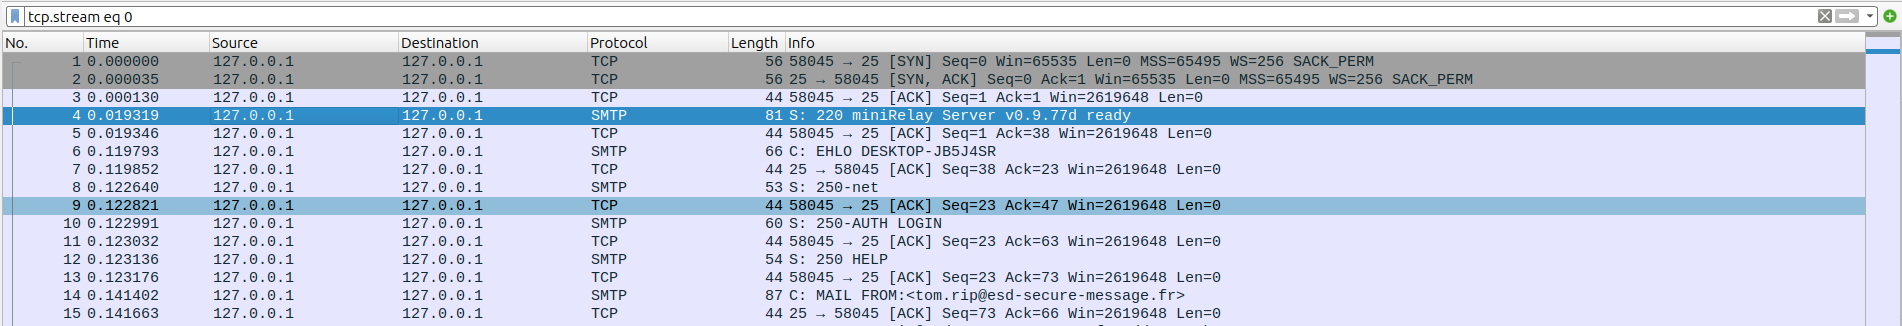 tcp.stream eq 0
No. Time Source Destination Protocol Length Info
1 0.000000 127.0.0.1 127.0.0.1 TCP 56 58045 → 25 [SYN] Seq=0 Win=65535 Len=0 MSS=65495 WS=256 SACK_PERM
2 0.000035 127.0.0.1 127.0.0.1 TCP 56 25 → 58045 [SYN, ACK] Seq=0 Ack=1 Win=65535 Len=0 MSS=65495 WS=256 SACK_PERM
3 0.000130 127.0.0.1 127.0.0.1 TCP 44 58045 → 25 [ACK] Seq=1 Ack=1 Win=2619648 Len=0
4 0.019319 127.0.0.1 127.0.0.1 SMTP 81 S: 220 miniRelay Server v0.9.77d ready
5 0.019346 127.0.0.1 127.0.0.1 TCP 44 58045 → 25 [ACK] Seq=1 Ack=38 Win=2619648 Len=0
6 0.119793 127.0.0.1 127.0.0.1 SMTP 66 C: EHLO DESKTOP-JB5J4SR
7 0.119852 127.0.0.1 127.0.0.1 TCP 44 25 → 58045 [ACK] Seq=38 Ack=23 Win=2619648 Len=0
8 0.122640 127.0.0.1 127.0.0.1 SMTP 53 S: 250-net
9 0.122821 127.0.0.1 127.0.0.1 TCP 44 58045 → 25 [ACK] Seq=23 Ack=47 Win=2619648 Len=0
10 0.122991 127.0.0.1 127.0.0.1 SMTP 60 S: 250-AUTH LOGIN
11 0.123032 127.0.0.1 127.0.0.1 TCP 44 58045 → 25 [ACK] Seq=23 Ack=63 Win=2619648 Len=0
12 0.123136 127.0.0.1 127.0.0.1 SMTP 54 S: 250 HELP
13 0.123176 127.0.0.1 127.0.0.1 TCP 44 58045 → 25 [ACK] Seq=23 Ack=73 Win=2619648 Len=0
14 0.141402 127.0.0.1 127.0.0.1 SMTP 87 C: MAIL FROM:<tom.rip@esd-secure-message.fr>
15 0.141663 127.0.0.1 127.0.0.1 TCP 44 25 → 58045 [ACK] Seq=73 Ack=66 Win=2619648 Len=0